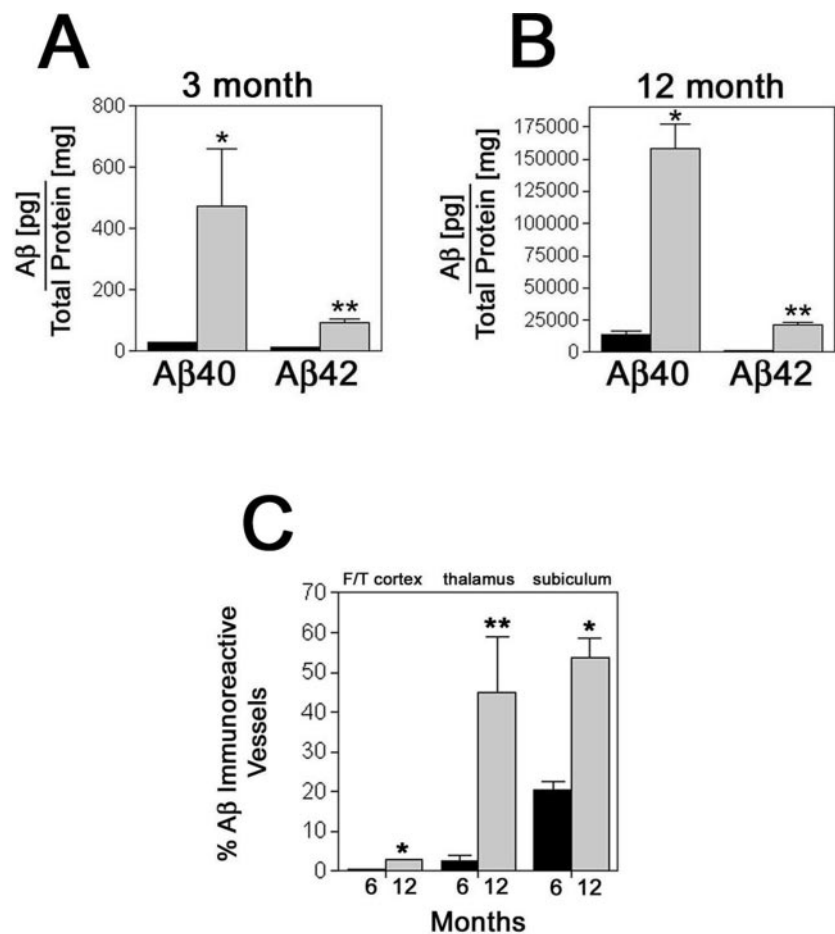 A
3 month
Aβ [pg]
Total Protein [mg]
800
600
400
200
0
*
**
Aβ40 Aβ42
B
12 month
Aβ [pg]
Total Protein [mg]
175000
150000
125000
100000
75000
50000
25000
0
*
**
Aβ40 Aβ42
C
F/T cortex thalamus subiculum
% Aβ Immunoreactive
Vessels
70
60
50
40
30
20
10
0
*
**
*
6 12 6 12 6 12
Months